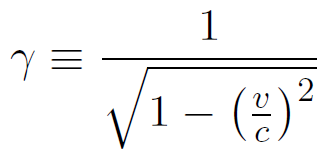 γ ≡ 1 / √(1 − (v/c)²)